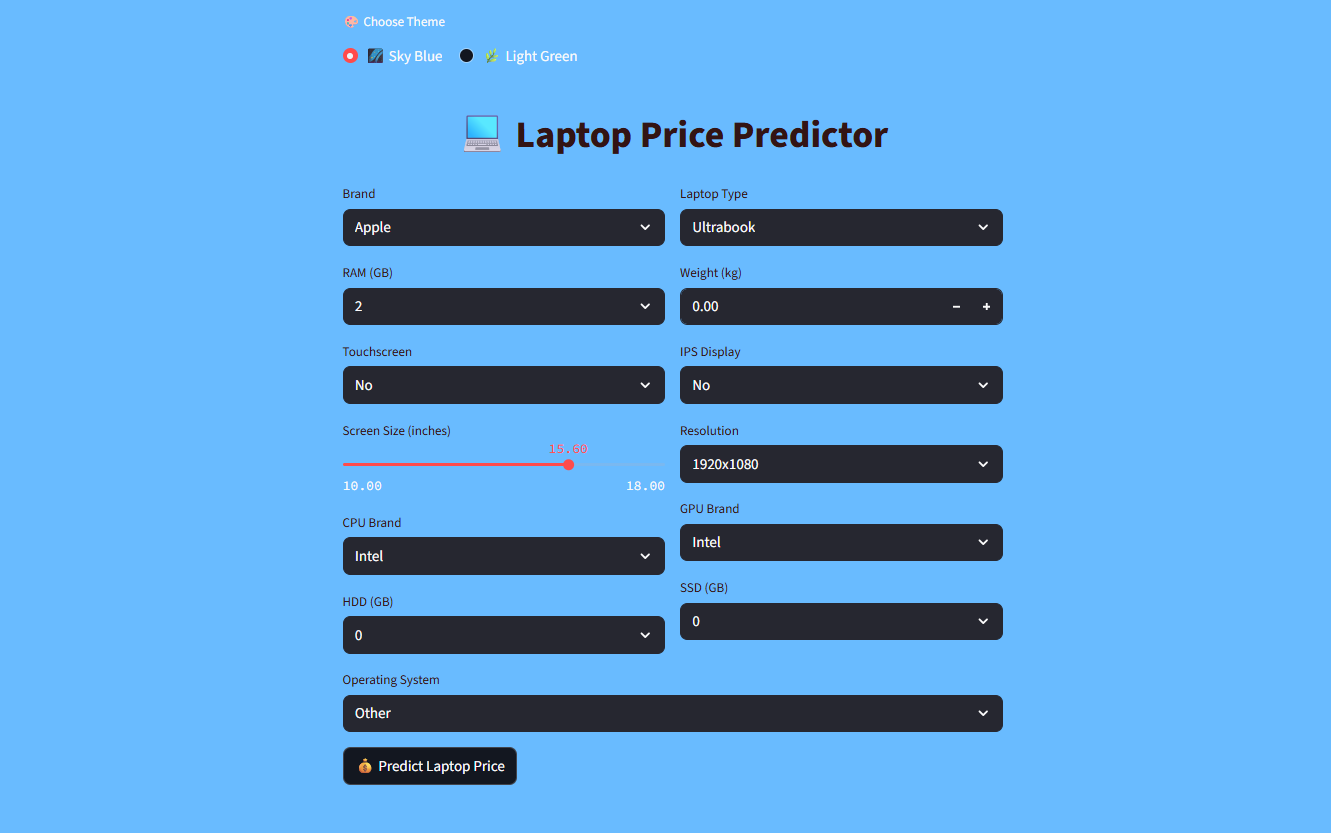 Choose Theme
Sky Blue Light Green
Laptop Price Predictor
Brand Laptop Type
Apple Ultrabook
RAM (GB) Weight (kg)
2 0.00 − +
Touchscreen IPS Display
No No
Screen Size (inches) Resolution
15.60
1920x1080
10.00 18.00
GPU Brand
CPU Brand
Intel
Intel
SSD (GB)
HDD (GB)
0
0
Operating System
Other
Predict Laptop Price